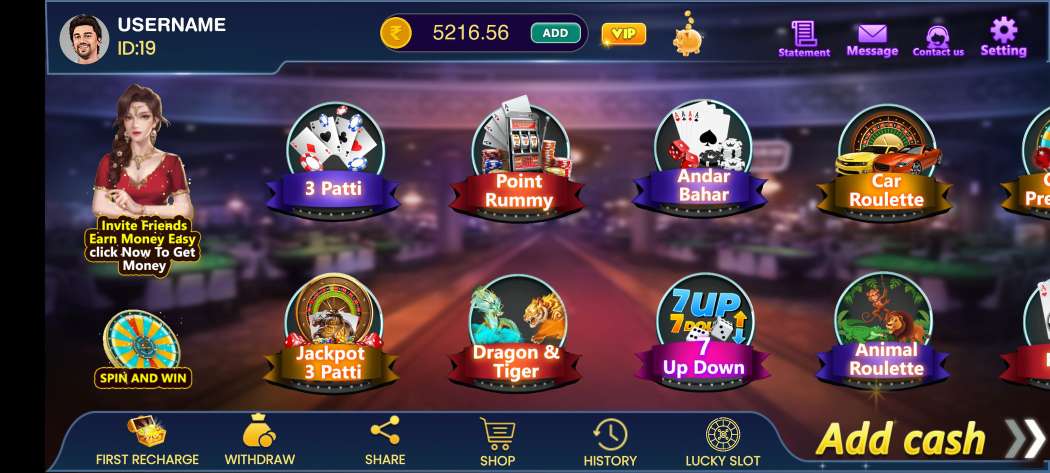 USERNAME
ID:19
5216.56
ADD
VIP
Statement
Message
Contact us
Setting
Invite Friends
Earn Money Easy
click Now To Get
Money
3 Patti
Point
Rummy
Andar
Bahar
Car
Roulette
SPIN AND WIN
Jackpot
3 Patti
Dragon &
Tiger
7UP
7
7
Up Down
Animal
Roulette
FIRST RECHARGE
WITHDRAW
SHARE
SHOP
HISTORY
LUCKY SLOT
Add cash